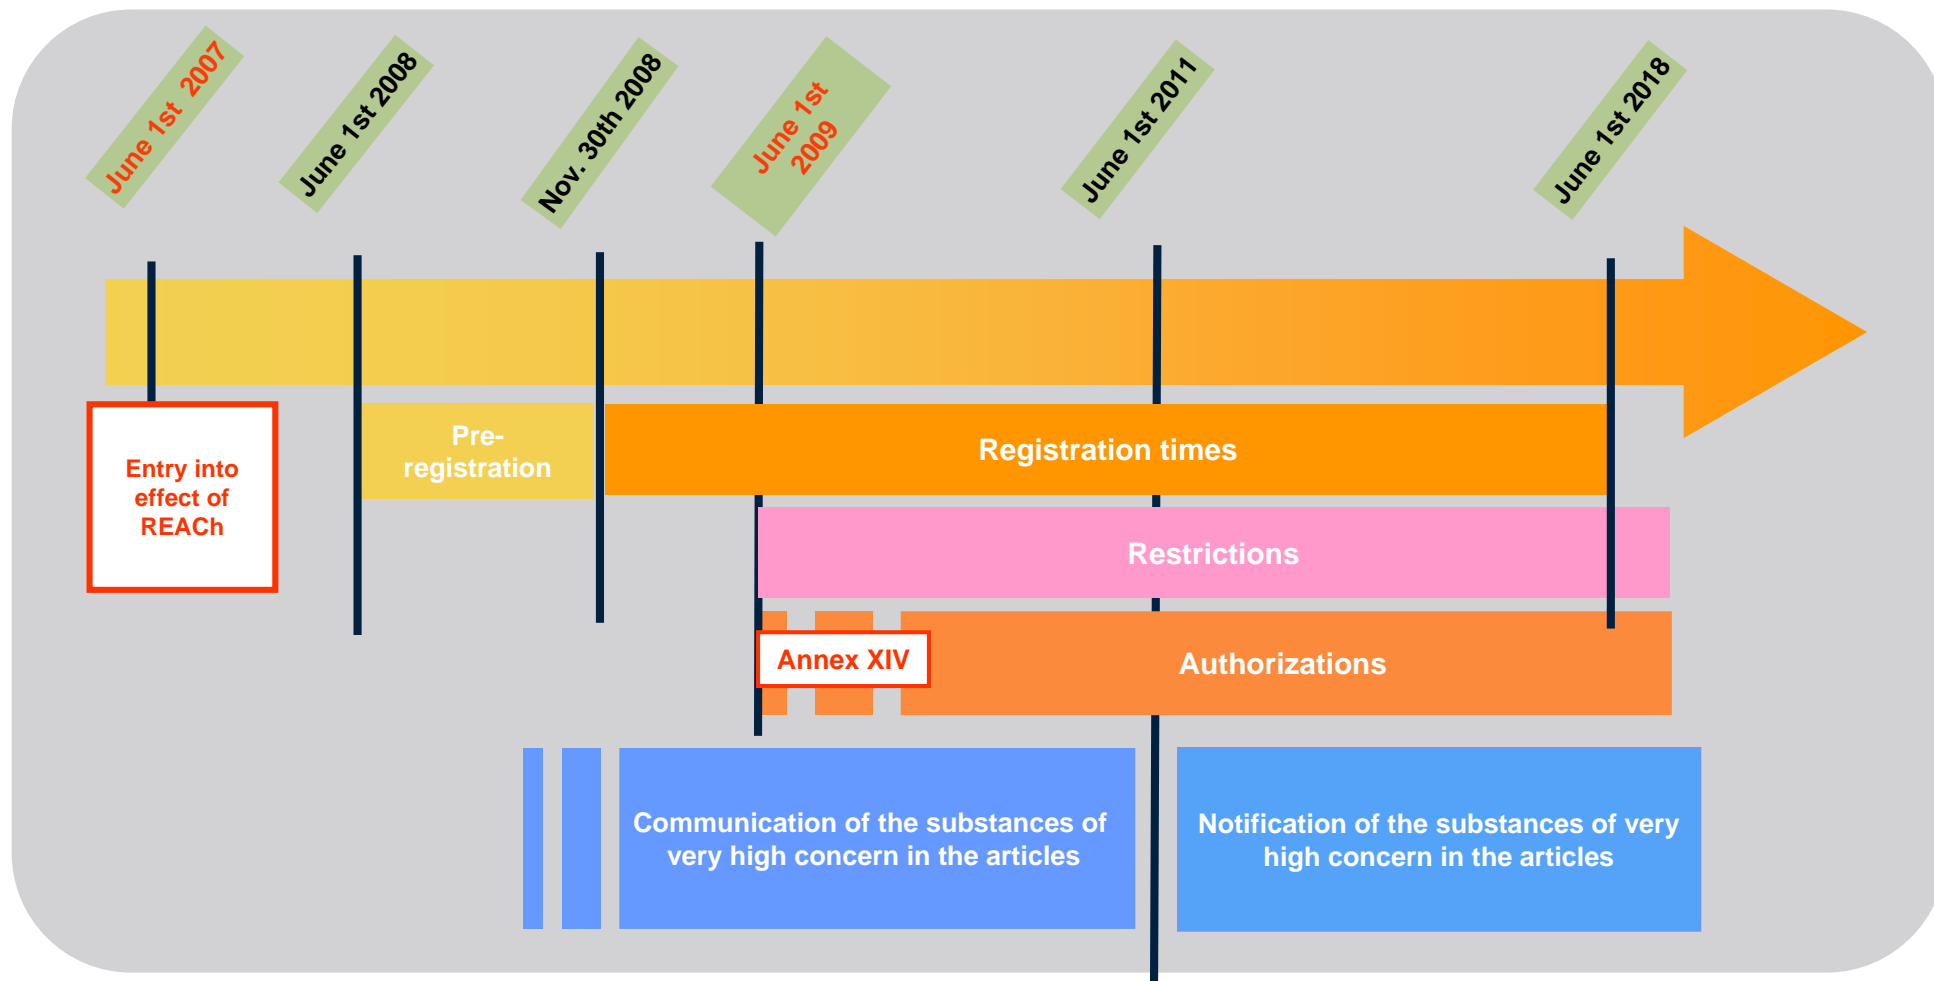 June 1st 2007
June 1st 2008
Nov. 30th 2008
June 1st
2009
June 1st 2011
June 1st 2018
Entry into
effect of
REACh
Pre-
registration
Registration times
Restrictions
Annex XIV
Authorizations
Communication of the substances of
very high concern in the articles
Notification of the substances of very
high concern in the articles